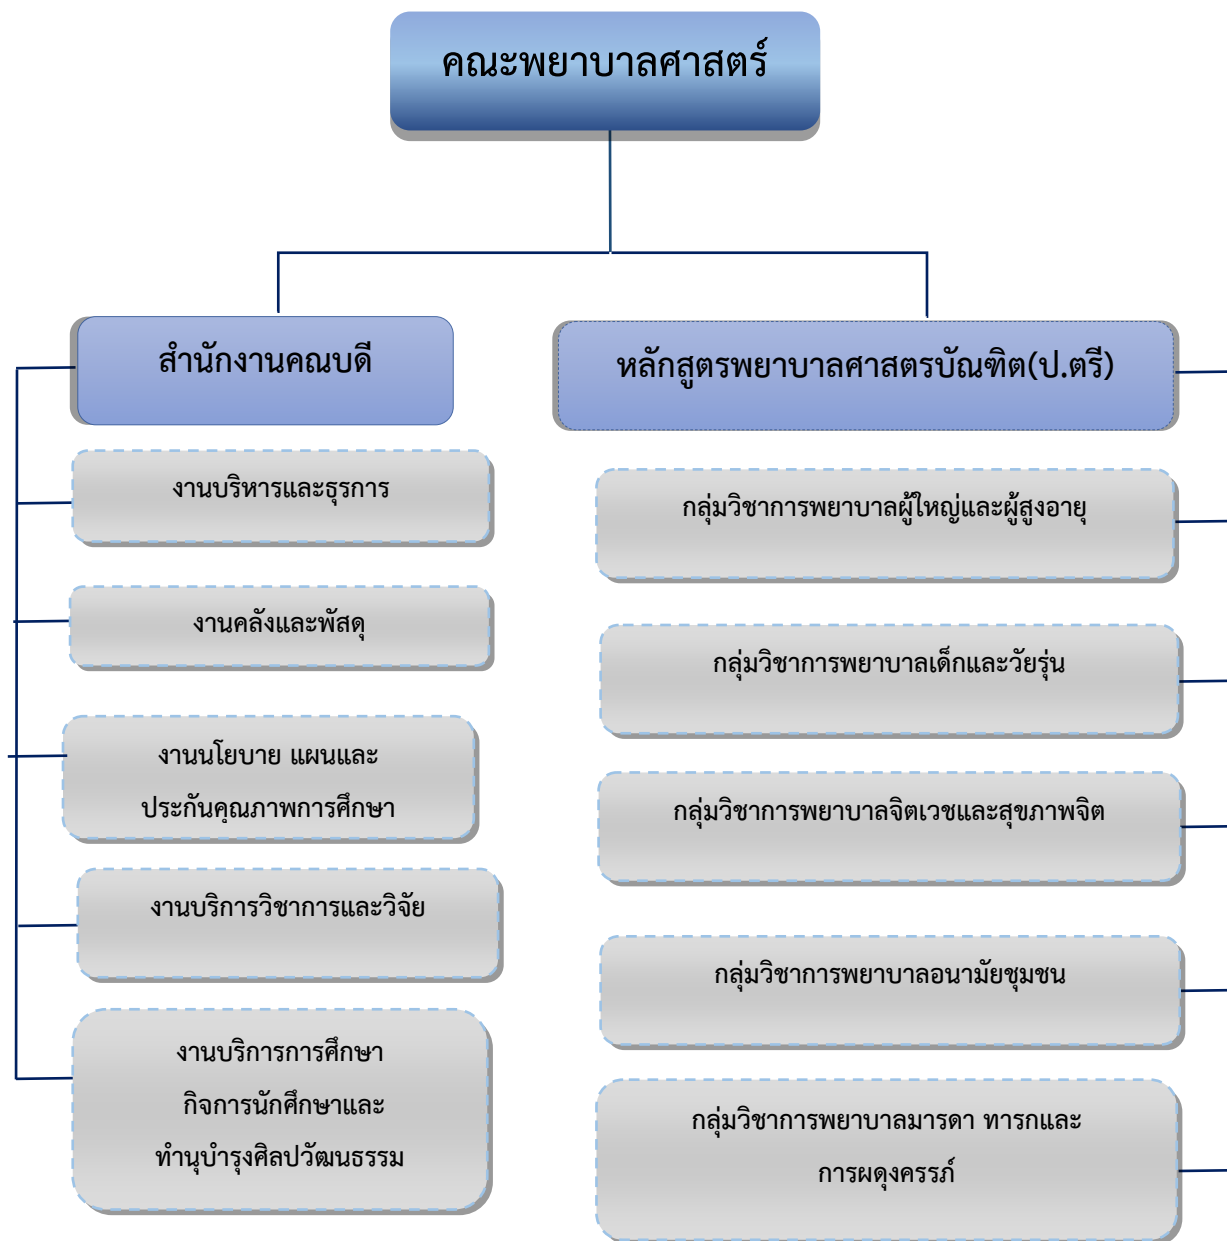 คณะพยาบาลศาสตร์
สำนักงานคณบดี
งานบริหารและธุรการ
งานคลังและพัสดุ
งานนโยบาย แผนและ
ประกันคุณภาพการศึกษา
งานบริการวิชาการและวิจัย
งานบริการการศึกษา
กิจการนักศึกษาและ
ทำนุบำรุงศิลปวัฒนธรรม
หลักสูตรพยาบาลศาสตรบัณฑิต(ป.ตรี)
กลุ่มวิชาการพยาบาลผู้ใหญ่และผู้สูงอายุ
กลุ่มวิชาการพยาบาลเด็กและวัยรุ่น
กลุ่มวิชาการพยาบาลจิตเวชและสุขภาพจิต
กลุ่มวิชาการพยาบาลอนามัยชุมชน
กลุ่มวิชาการพยาบาลมารดา ทารกและ
การผดุงครรภ์